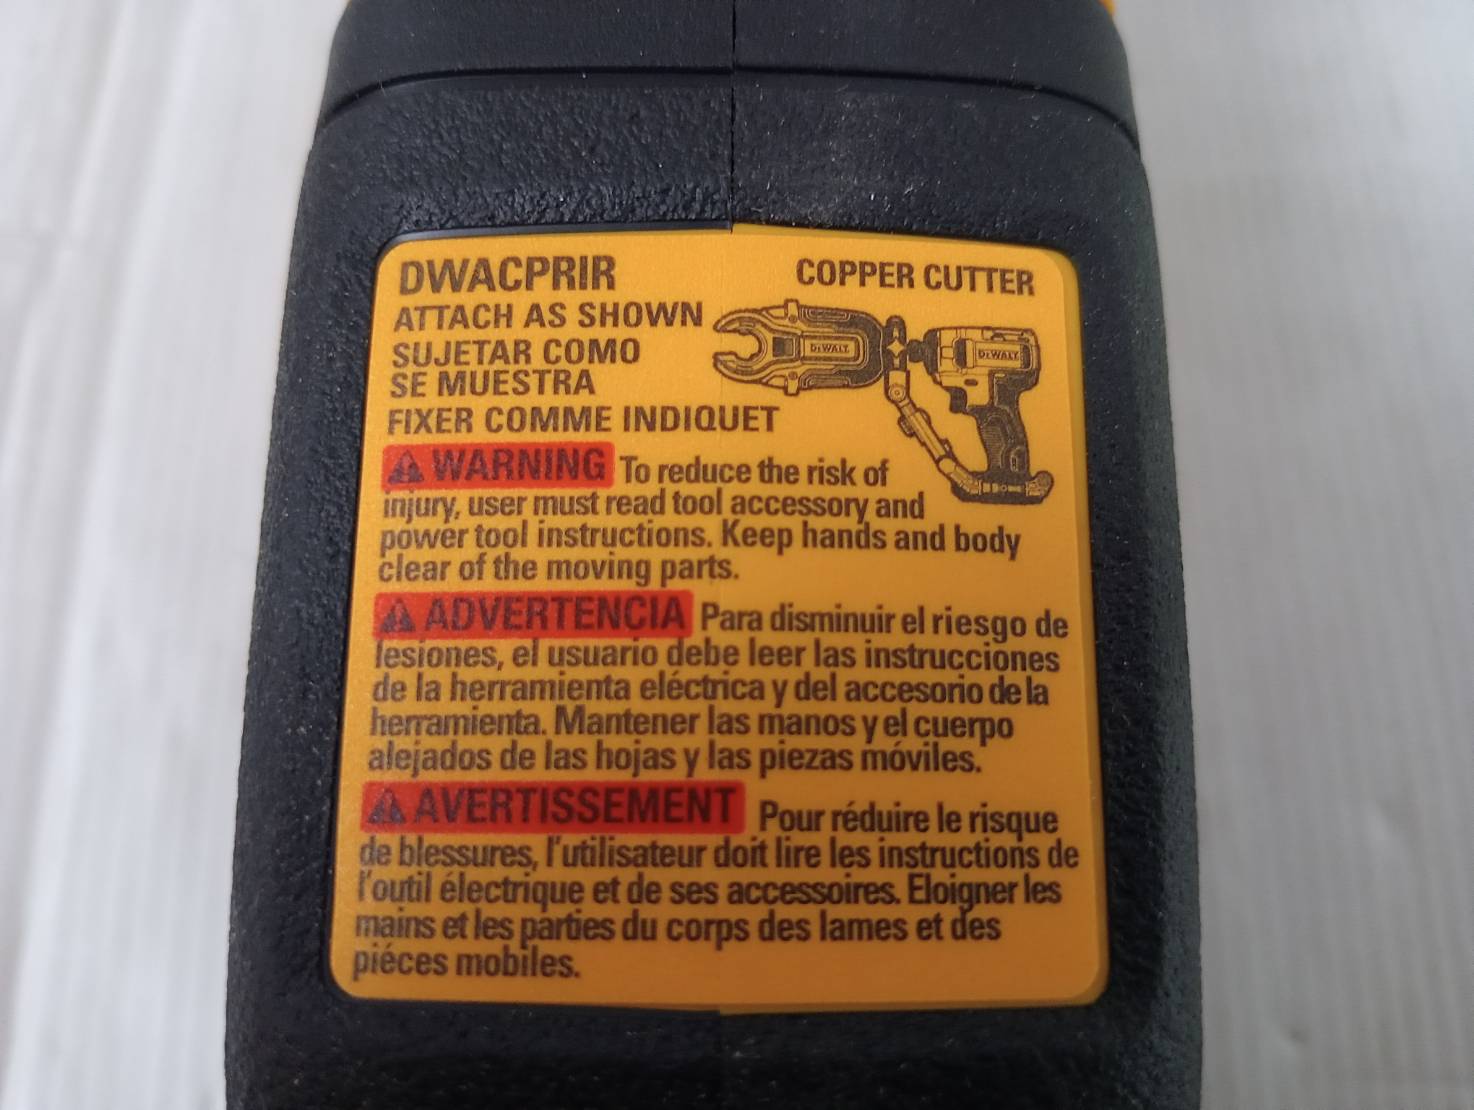 DWACPRIR
COPPER CUTTER
ATTACH AS SHOWN
SUJETAR COMO
SE MUESTRA
FIXER COMME INDIQUET
DEWALT
DEWALT
WARNING To reduce the risk of
injury, user must read tool accessory and
power tool instructions. Keep hands and body
clear of the moving parts.
ADVERTENCIA Para disminuir el riesgo de
lesiones, el usuario debe leer las instrucciones
de la herramienta eléctrica y del accesorio de la
herramienta. Mantener las manos y el cuerpo
alejados de las hojas y las piezas móviles.
AVERTISSEMENT Pour réduire le risque
de blessures, l'utilisateur doit lire les instructions de
l'outil électrique et de ses accessoires. Eloigner les
mains et les parties du corps des lames et des
piéces mobiles.